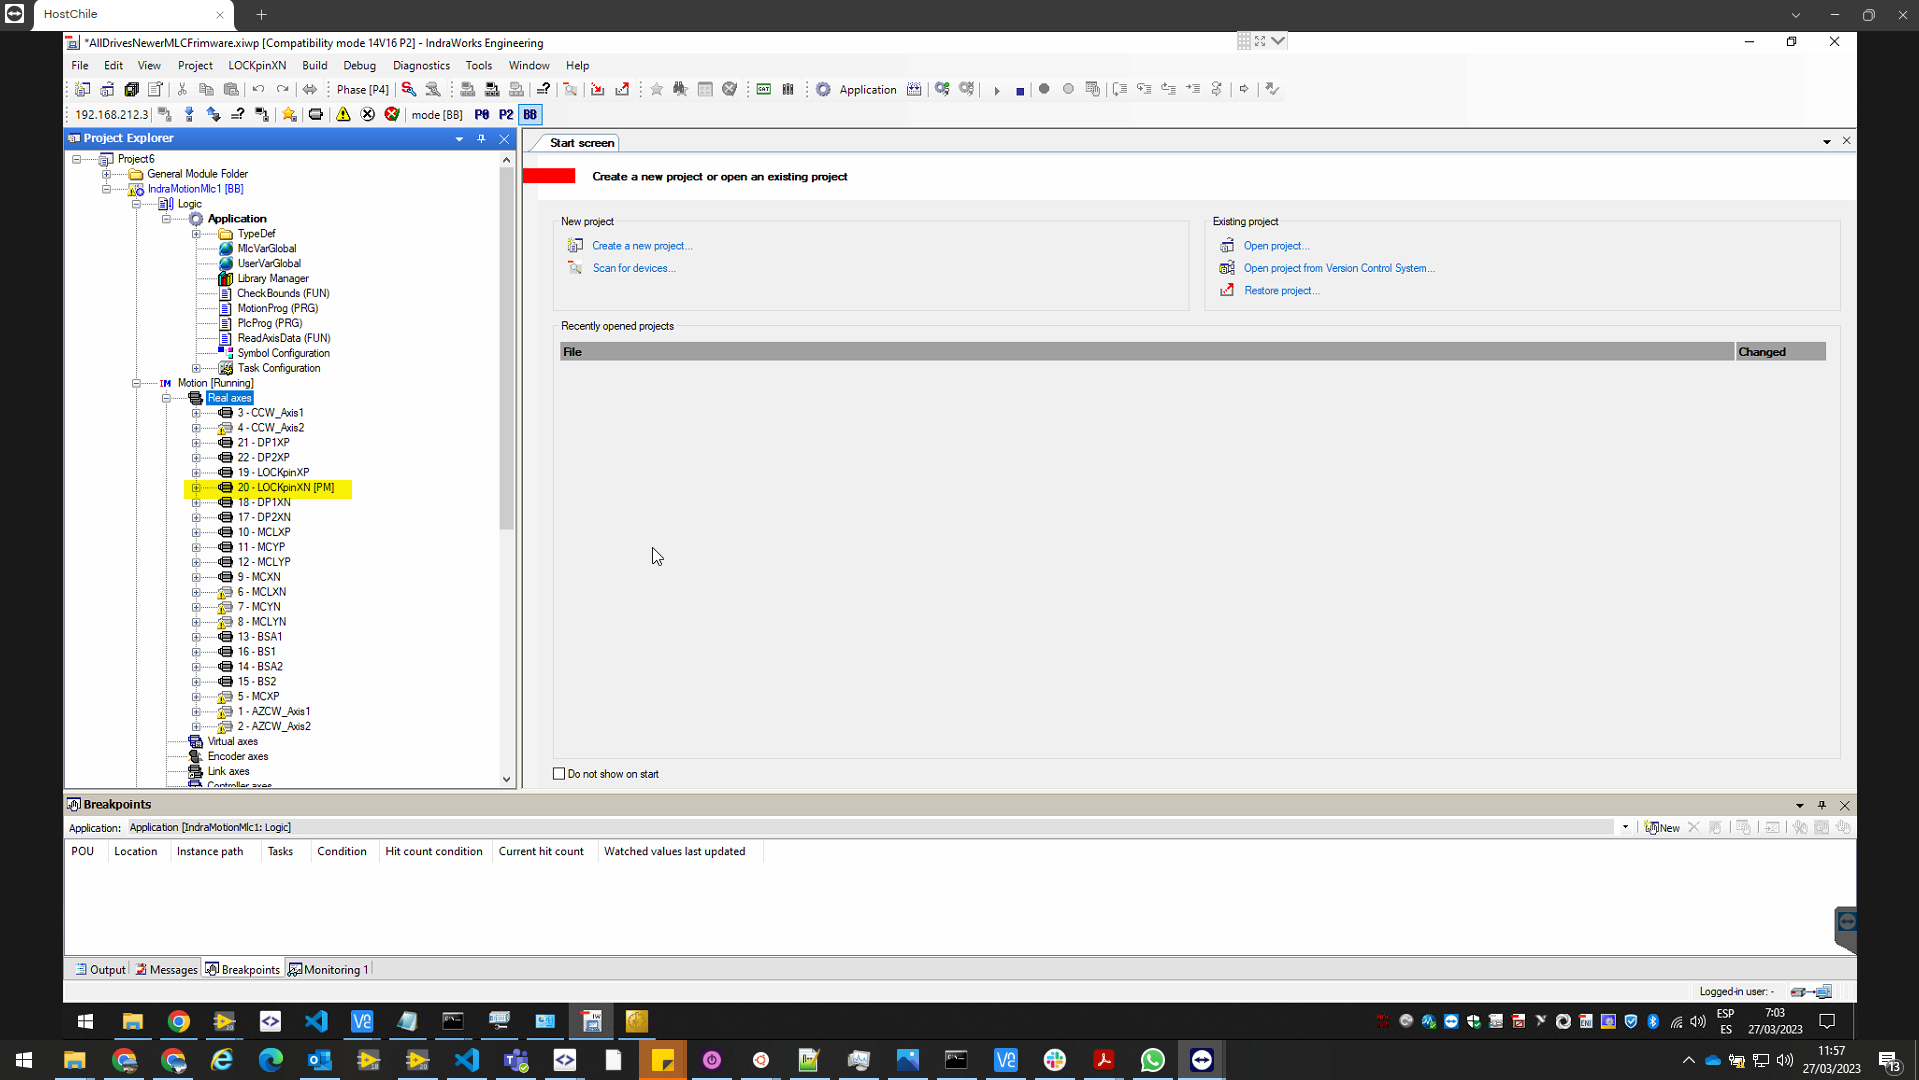 HostChile
*AllDrivesNewerMLCFrimware.xiwp [Compatibility mode 14V16 P2] - IndraWorks Engineering
File Edit View Project LOCKpinXN Build Debug Diagnostics Tools Window Help
Phase [P4] Application
192.168.212.3 mode [BB] P0 P2 BB
Project Explorer
Project6
General Module Folder
IndraMotionMlc1 [BB]
Logic
Application
TypeDef
MlcVarGlobal
UserVarGlobal
Library Manager
CheckBounds (FUN)
MotionProg (PRG)
PlcProg (PRG)
ReadAxisData (FUN)
Symbol Configuration
Task Configuration
IM Motion [Running]
Real axes
3 - CCW_Axis1
4 - CCW_Axis2
21 - DP1XP
22 - DP2XP
19 - LOCKpinXP
20 - LOCKpinXN [PM]
18 - DP1XN
17 - DP2XN
10 - MCLXP
11 - MCYP
12 - MCLYP
9 - MCXN
6 - MCLXN
7 - MCYN
8 - MCLYN
13 - BSA1
16 - BS1
14 - BSA2
15 - BS2
5 - MCXP
1 - AZCW_Axis1
2 - AZCW_Axis2
Virtual axes
Encoder axes
Link axes
Controller axes
Start screen
Create a new project or open an existing project
New project
Create a new project...
Scan for devices...
Existing project
Open project...
Open project from Version Control System...
Restore project...
Recently opened projects
File Changed
Do not show on start
Breakpoints
Application: Application [IndraMotionMlc1: Logic]
New
POU Location Instance path Tasks Condition Hit count condition Current hit count Watched values last updated
Output Messages Breakpoints Monitoring 1
Logged-in user: -
ESP
ES
7:03
27/03/2023
11:57
27/03/2023
13